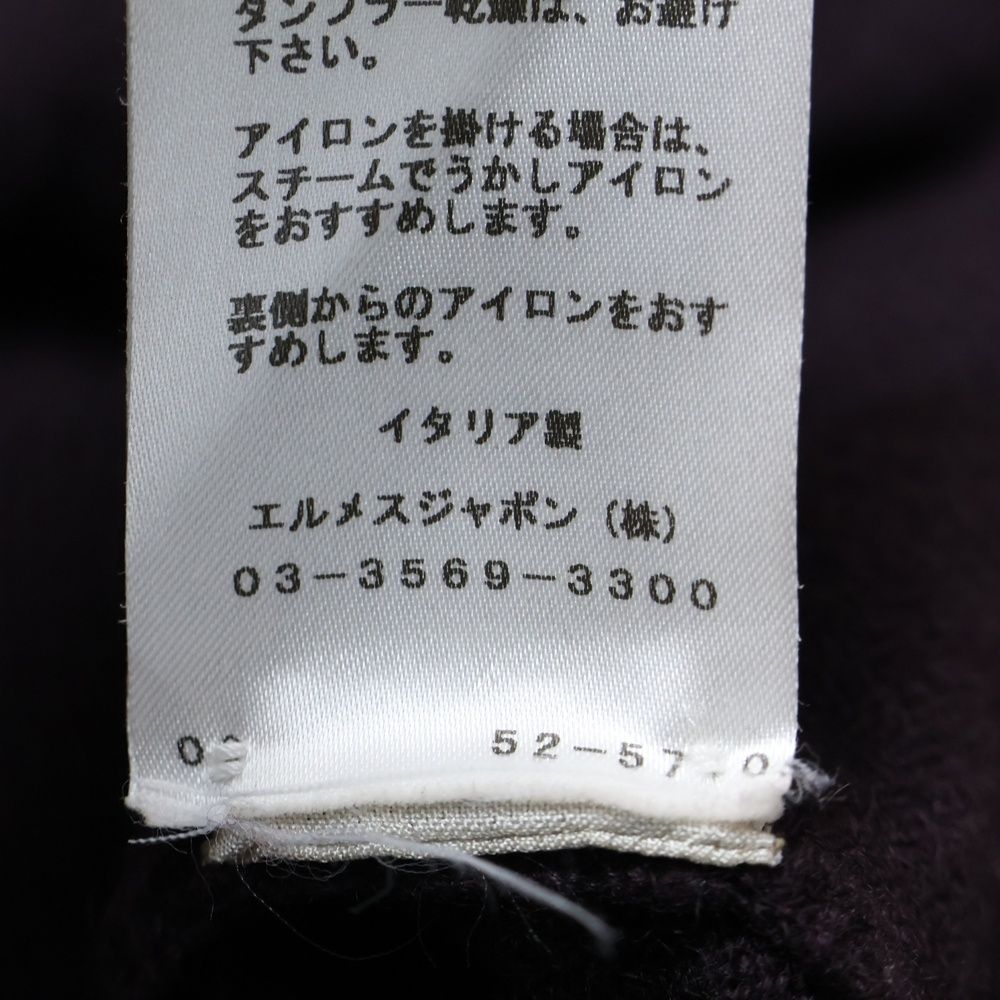 タンブラー乾燥は、お避け
下さい。
アイロンを掛ける場合は、
スチームでうかしアイロン
をおすすめします。
裏側からのアイロンをおす
すめします。
イタリア製
エルメスジャポン（株）
03-3569-3300
52-57